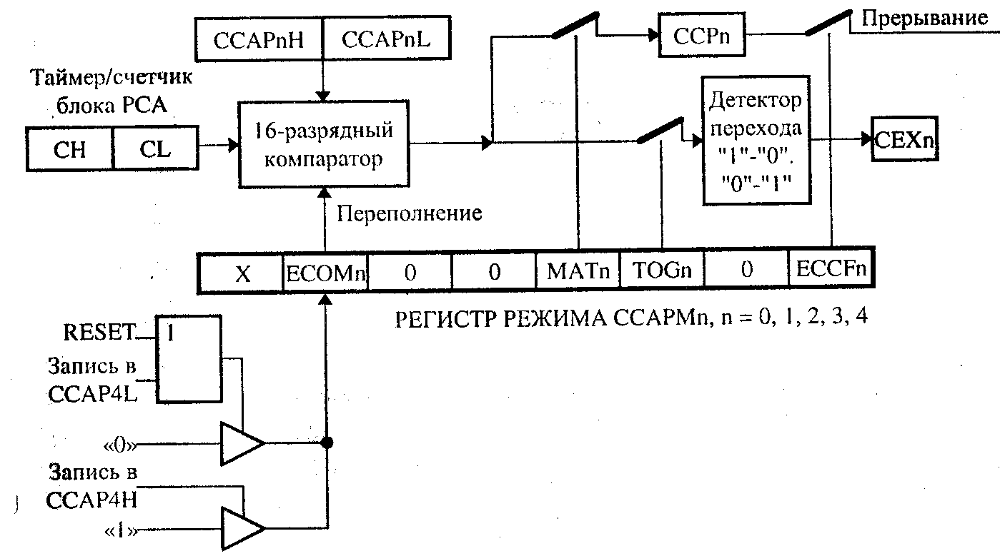 CCAPnH CCAPnL
CCPn
Прерывание
Таймер/счетчик
блока PCA
CH CL
16-разрядный
компаратор
Детектор
перехода
"1"-"0".
"0"-"1"
CEXn
Переполнение
X ECOMn 0 0 MATn TOGn 0 ECCFn
РЕГИСТР РЕЖИМА CCAPMn, n = 0, 1, 2, 3, 4
RESET
1
Запись в
CCAP4L
«0»
Запись в
CCAP4H
«1»